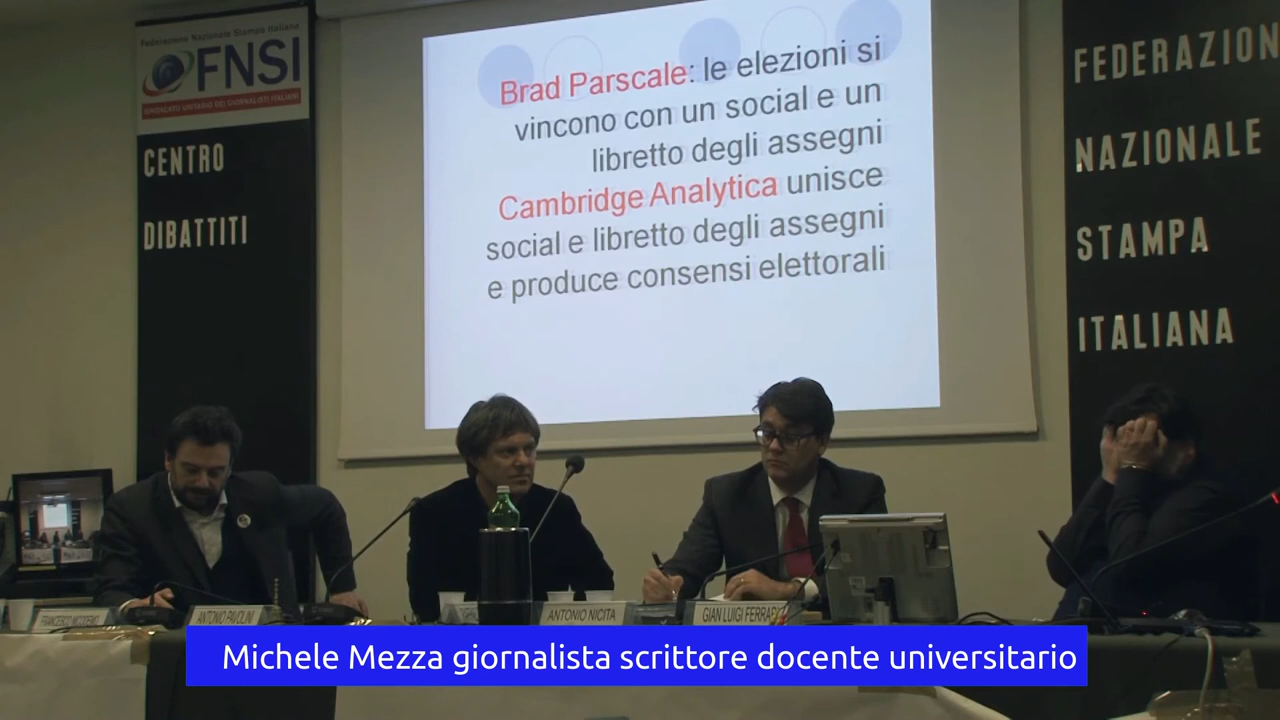 Federazione Nazionale Stampa Italiana
FNSI
SINDACATO UNITARIO DEI GIORNALISTI ITALIANI
CENTRO
DIBATTITI
Brad Parscale: le elezioni si
vincono con un social e un
libretto degli assegni
Cambridge Analytica unisce
social e libretto degli assegni
e produce consensi elettorali
FEDERAZION
NAZIONALE
STAMPA
ITALIANA
FRANCESCO NICODEMO
ANTONIO PAVOLINI
ANTONIO NICITA
GIAN LUIGI FERRARI
Michele Mezza giornalista scrittore docente universitario